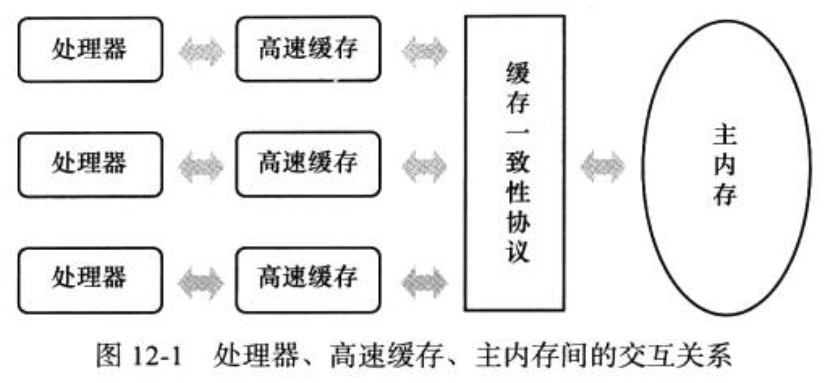 处理器 高速缓存
处理器 高速缓存
处理器 高速缓存
缓存一致性协议
主内存
图 12-1 处理器、高速缓存、主内存间的交互关系